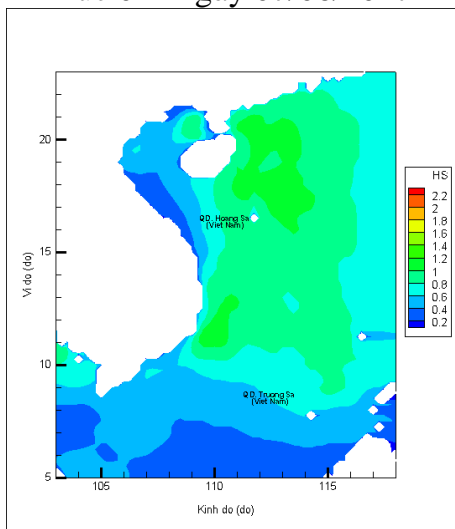 20
15
10
5
105
110
115
Vi do (do)
Kinh do (do)
QD. Hoang Sa
(Viet Nam)
QD. Truong Sa
(Viet Nam)
HS
2.2
2
1.8
1.6
1.4
1.2
1
0.8
0.6
0.4
0.2